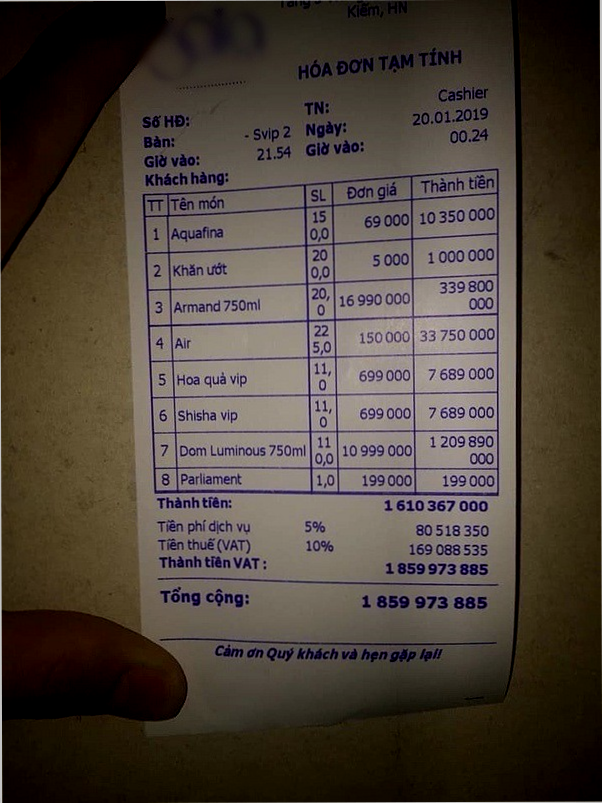 Kiếm, HN
HÓA ĐƠN TẠM TÍNH
Số HĐ: TN: Cashier
Bàn: - Svip 2 Ngày: 20.01.2019
Giờ vào: 21.54 Giờ vào: 00.24
Khách hàng:
TT Tên món SL Đơn giá Thành tiền
1 Aquafina 15 0,0 69 000 10 350 000
2 Khăn ướt 20 0,0 5 000 1 000 000
3 Armand 750ml 20, 0 16 990 000 339 800 000
4 Air 22 5,0 150 000 33 750 000
5 Hoa quả vip 11, 0 699 000 7 689 000
6 Shisha vip 11, 0 699 000 7 689 000
7 Dom Luminous 750ml 11 0,0 10 999 000 1 209 890 000
8 Parliament 1,0 199 000 199 000
Thành tiền: 1 610 367 000
Tiền phí dịch vụ 5% 80 518 350
Tiền thuế (VAT) 10% 169 088 535
Thành tiền VAT : 1 859 973 885
Tổng cộng: 1 859 973 885
Cảm ơn Quý khách và hẹn gặp lại!